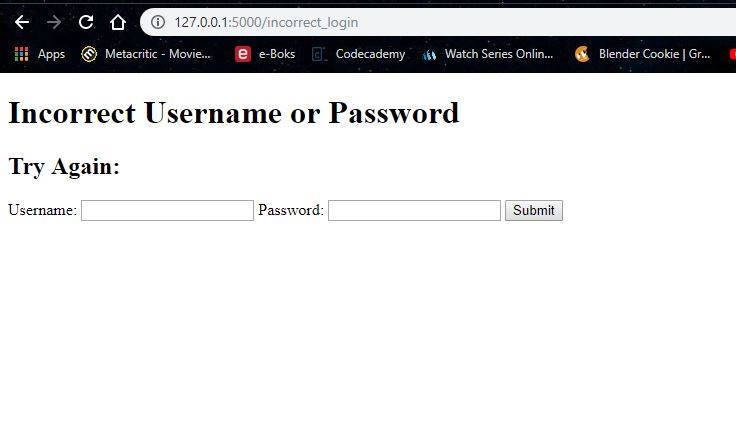 127.0.0.1:5000/incorrect_login
Apps Metacritic - Movie... e e-Boks Codecademy Watch Series Onlin... Blender Cookie | Gr...
Incorrect Username or Password
Try Again:
Username: Password: Submit